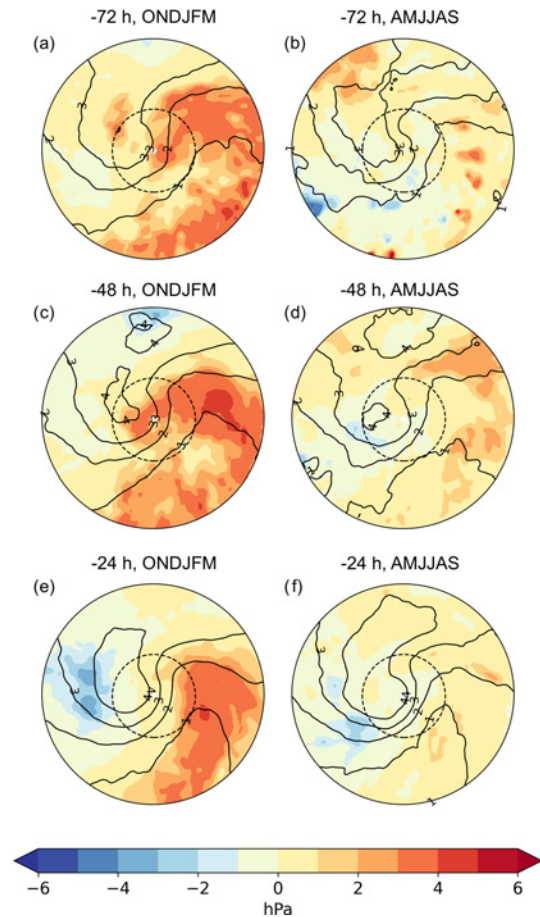 -72 h, ONDJFM -72 h, AMJJAS
(a) (b)
-48 h, ONDJFM -48 h, AMJJAS
(c) (d)
-24 h, ONDJFM -24 h, AMJJAS
(e) (f)
−6 −4 −2 0 2 4 6
hPa